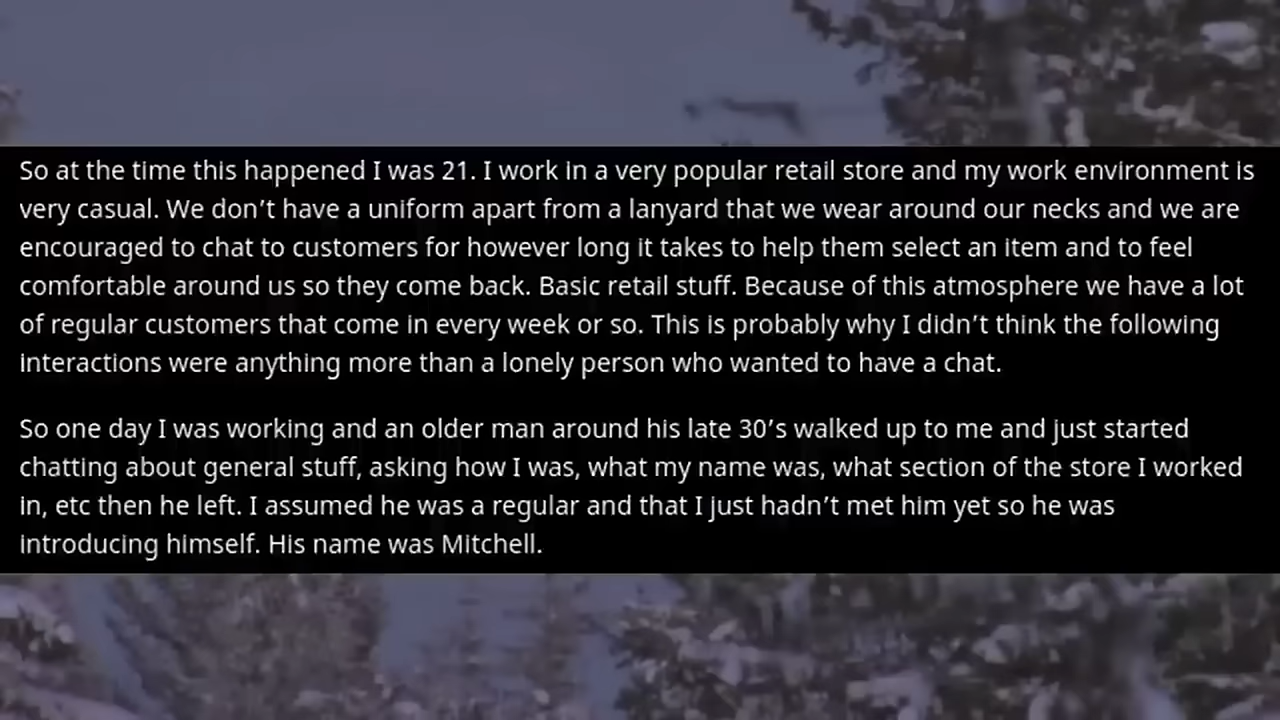 So at the time this happened I was 21. I work in a very popular retail store and my work environment is
very casual. We don’t have a uniform apart from a lanyard that we wear around our necks and we are
encouraged to chat to customers for however long it takes to help them select an item and to feel
comfortable around us so they come back. Basic retail stuff. Because of this atmosphere we have a lot
of regular customers that come in every week or so. This is probably why I didn’t think the following
interactions were anything more than a lonely person who wanted to have a chat.
So one day I was working and an older man around his late 30’s walked up to me and just started
chatting about general stuff, asking how I was, what my name was, what section of the store I worked
in, etc then he left. I assumed he was a regular and that I just hadn’t met him yet so he was
introducing himself. His name was Mitchell.